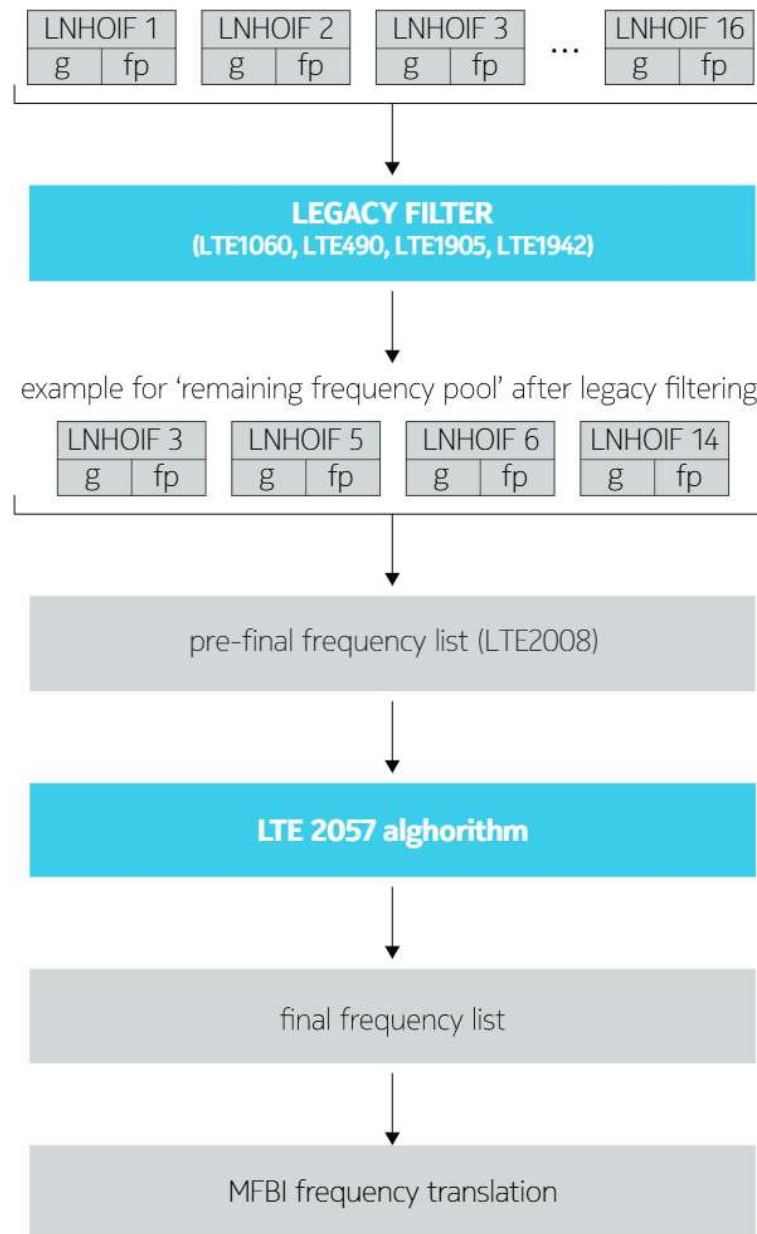 LNHOIF 1 LNHOIF 2 LNHOIF 3 ... LNHOIF 16
g fp g fp g fp g fp
LEGACY FILTER
(LTE1060, LTE490, LTE1905, LTE1942)
example for ‘remaining frequency pool’ after legacy filtering
LNHOIF 3 LNHOIF 5 LNHOIF 6 LNHOIF 14
g fp g fp g fp g fp
pre-final frequency list (LTE2008)
LTE 2057 alghorithm
final frequency list
MFBI frequency translation